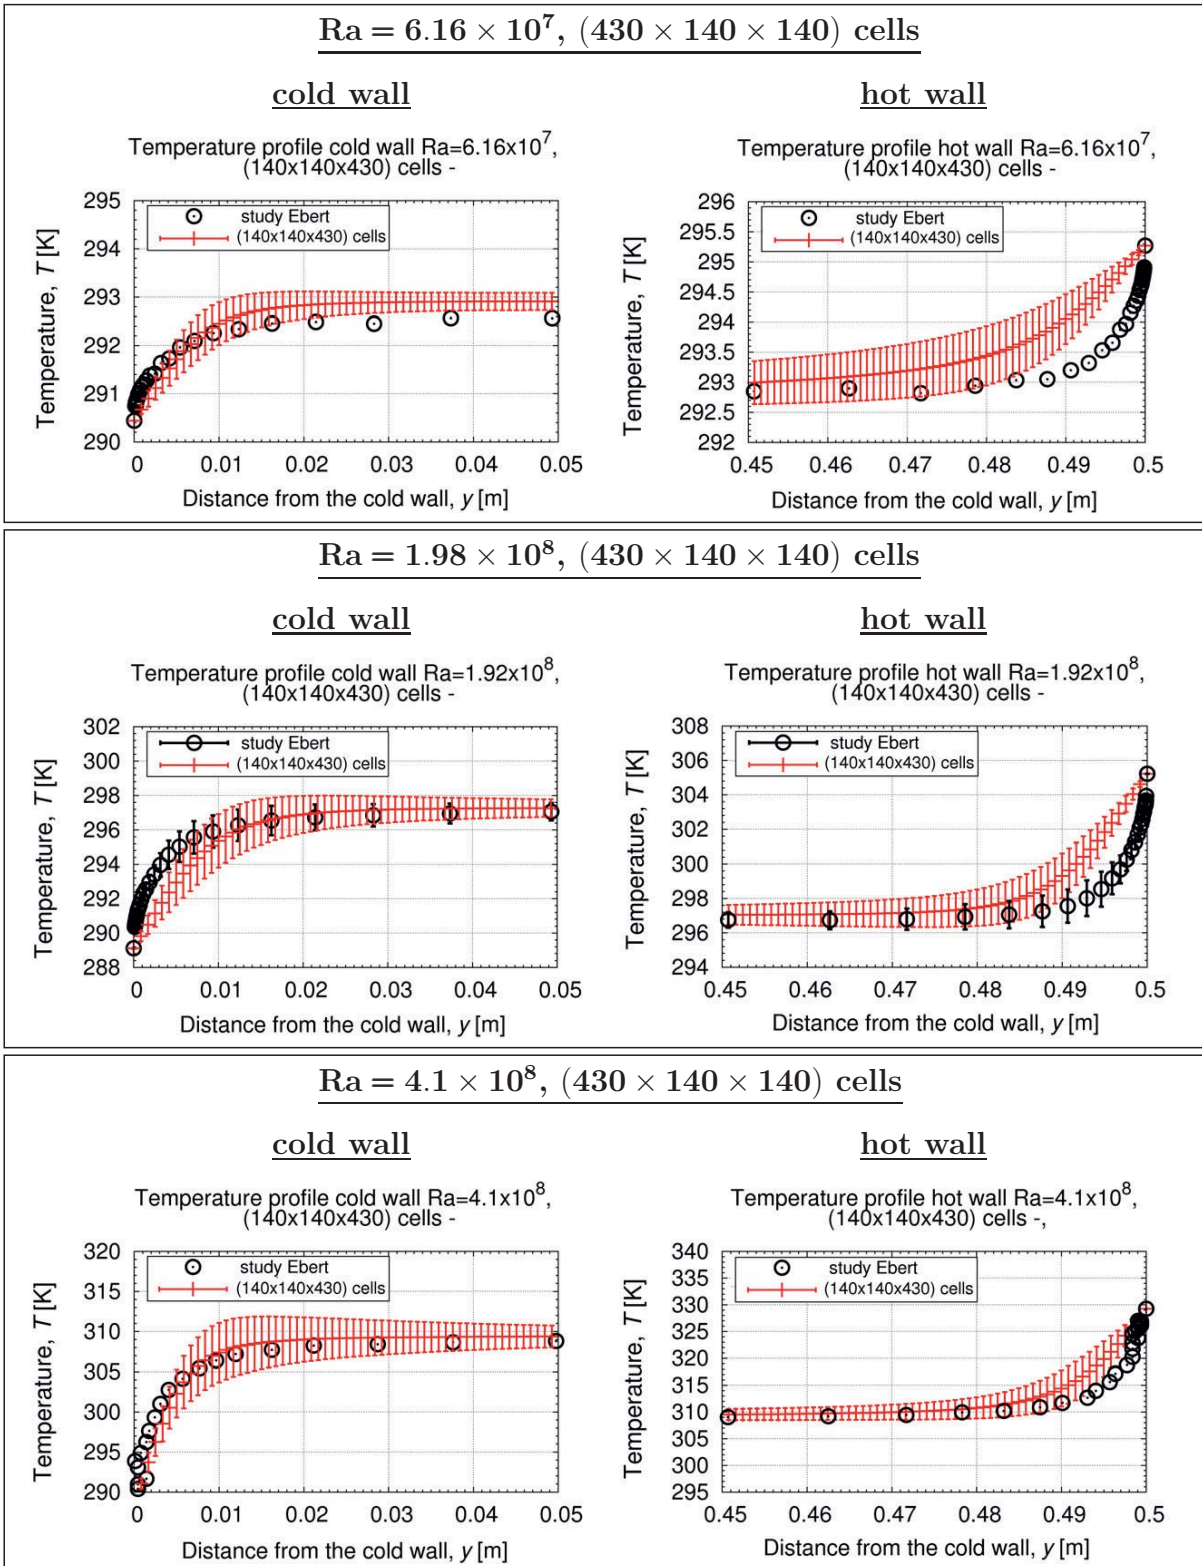 Ra = 6.16 × 10⁷, (430 × 140 × 140) cells
cold wall
hot wall
Temperature profile cold wall Ra=6.16x10⁷,
(140x140x430) cells -
295
294
293
292
291
290
study Ebert
(140x140x430) cells
Temperature, T [K]
0 0.01 0.02 0.03 0.04 0.05
Distance from the cold wall, y [m]
Temperature profile hot wall Ra=6.16x10⁷,
(140x140x430) cells -
296
295.5
295
294.5
294
293.5
293
292.5
292
study Ebert
(140x140x430) cells
Temperature, T [K]
0.45 0.46 0.47 0.48 0.49 0.5
Distance from the cold wall, y [m]
Ra = 1.98 × 10⁸, (430 × 140 × 140) cells
cold wall
hot wall
Temperature profile cold wall Ra=1.92x10⁸,
(140x140x430) cells -
302
300
298
296
294
292
290
288
study Ebert
(140x140x430) cells
Temperature, T [K]
0 0.01 0.02 0.03 0.04 0.05
Distance from the cold wall, y [m]
Temperature profile hot wall Ra=1.92x10⁸,
(140x140x430) cells -
308
306
304
302
300
298
296
294
study Ebert
(140x140x430) cells
Temperature, T [K]
0.45 0.46 0.47 0.48 0.49 0.5
Distance from the cold wall, y [m]
Ra = 4.1 × 10⁸, (430 × 140 × 140) cells
cold wall
hot wall
Temperature profile cold wall Ra=4.1x10⁸,
(140x140x430) cells -
320
315
310
305
300
295
290
study Ebert
(140x140x430) cells
Temperature, T [K]
0 0.01 0.02 0.03 0.04 0.05
Distance from the cold wall, y [m]
Temperature profile hot wall Ra=4.1x10⁸,
(140x140x430) cells -,
340
335
330
325
320
315
310
305
300
295
study Ebert
(140x140x430) cells
Temperature, T [K]
0.45 0.46 0.47 0.48 0.49 0.5
Distance from the cold wall, y [m]